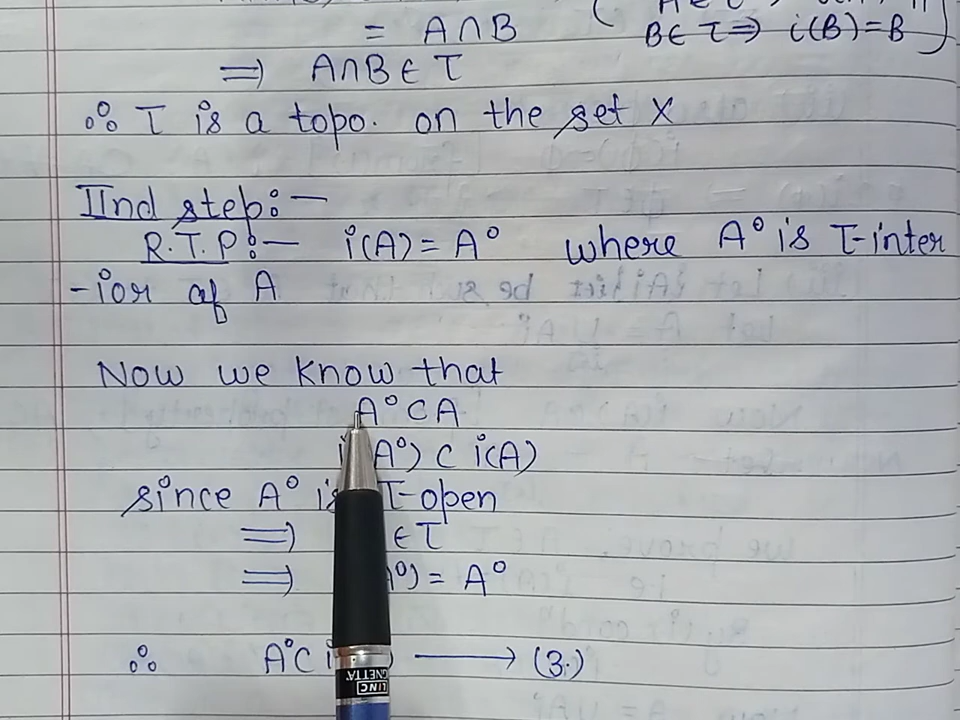 = A∩B
B∈T⇒ i(B)=B
⇒ A∩B∈T
∴ T is a topo. on the set X
IInd step:-
R.T.P:- i(A) = A° where A° is T-inter
-ior of A
Now we know that
A°⊂A
A°) ⊂ i(A)
since A° is T-open
⇒ ∈T
⇒ °) = A°
∴ A°⊂ i ) ⟶ (3.)
LINC